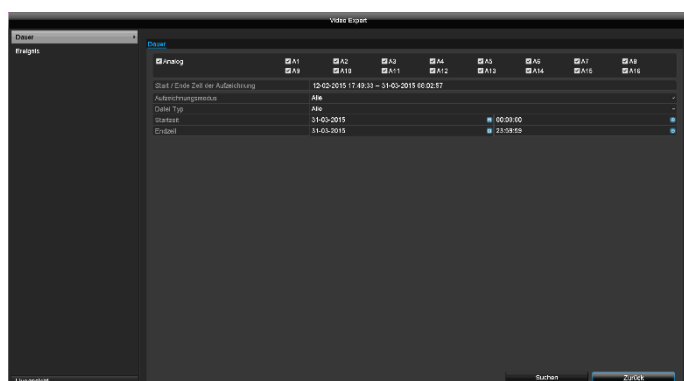 Video Export
Dauer
Ereignis
Dauer
Analog A1 A2 A3 A4 A5 A6 A7 A8
A9 A10 A11 A12 A13 A14 A15 A16
Start / Ende Zeit der Aufzeichnung 12-02-2015 17:49:33 -- 31-03-2015 08:02:57
Aufzeichnungsmodus Alle
Datei Typ Alle
Startzeit 31-03-2015 00:00:00
Endzeit 31-03-2015 23:59:59
Suchen Zurück